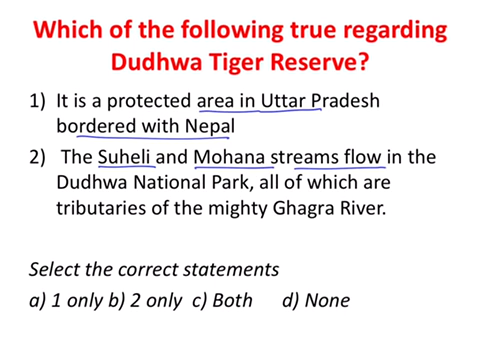 Which of the following true regarding
Dudhwa Tiger Reserve?
1) It is a protected area in Uttar Pradesh
bordered with Nepal
2) The Suheli and Mohana streams flow in the
Dudhwa National Park, all of which are
tributaries of the mighty Ghagra River.
Select the correct statements
a) 1 only b) 2 only c) Both d) None